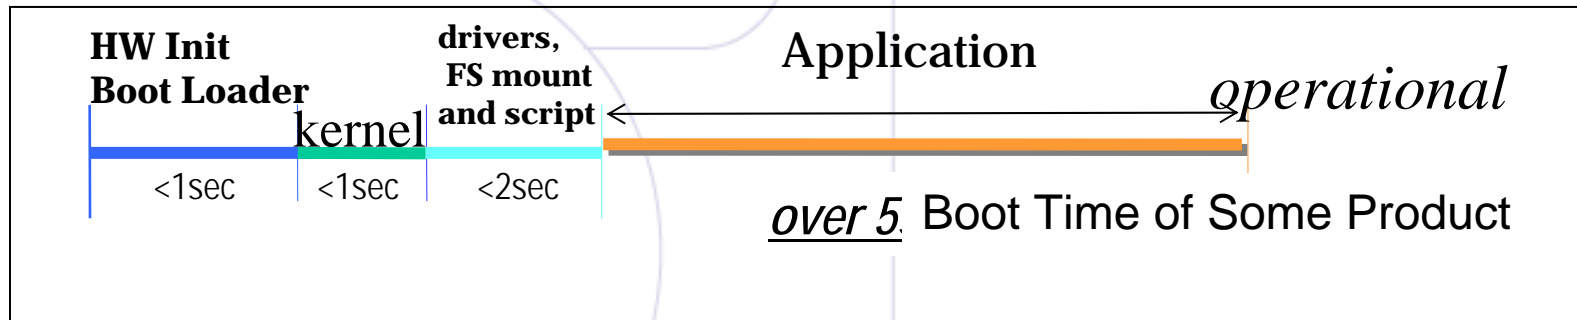 HW Init
Boot Loader
kernel
drivers,
FS mount
and script
Application
operational
<1sec
<1sec
<2sec
over 5
Boot Time of Some Product